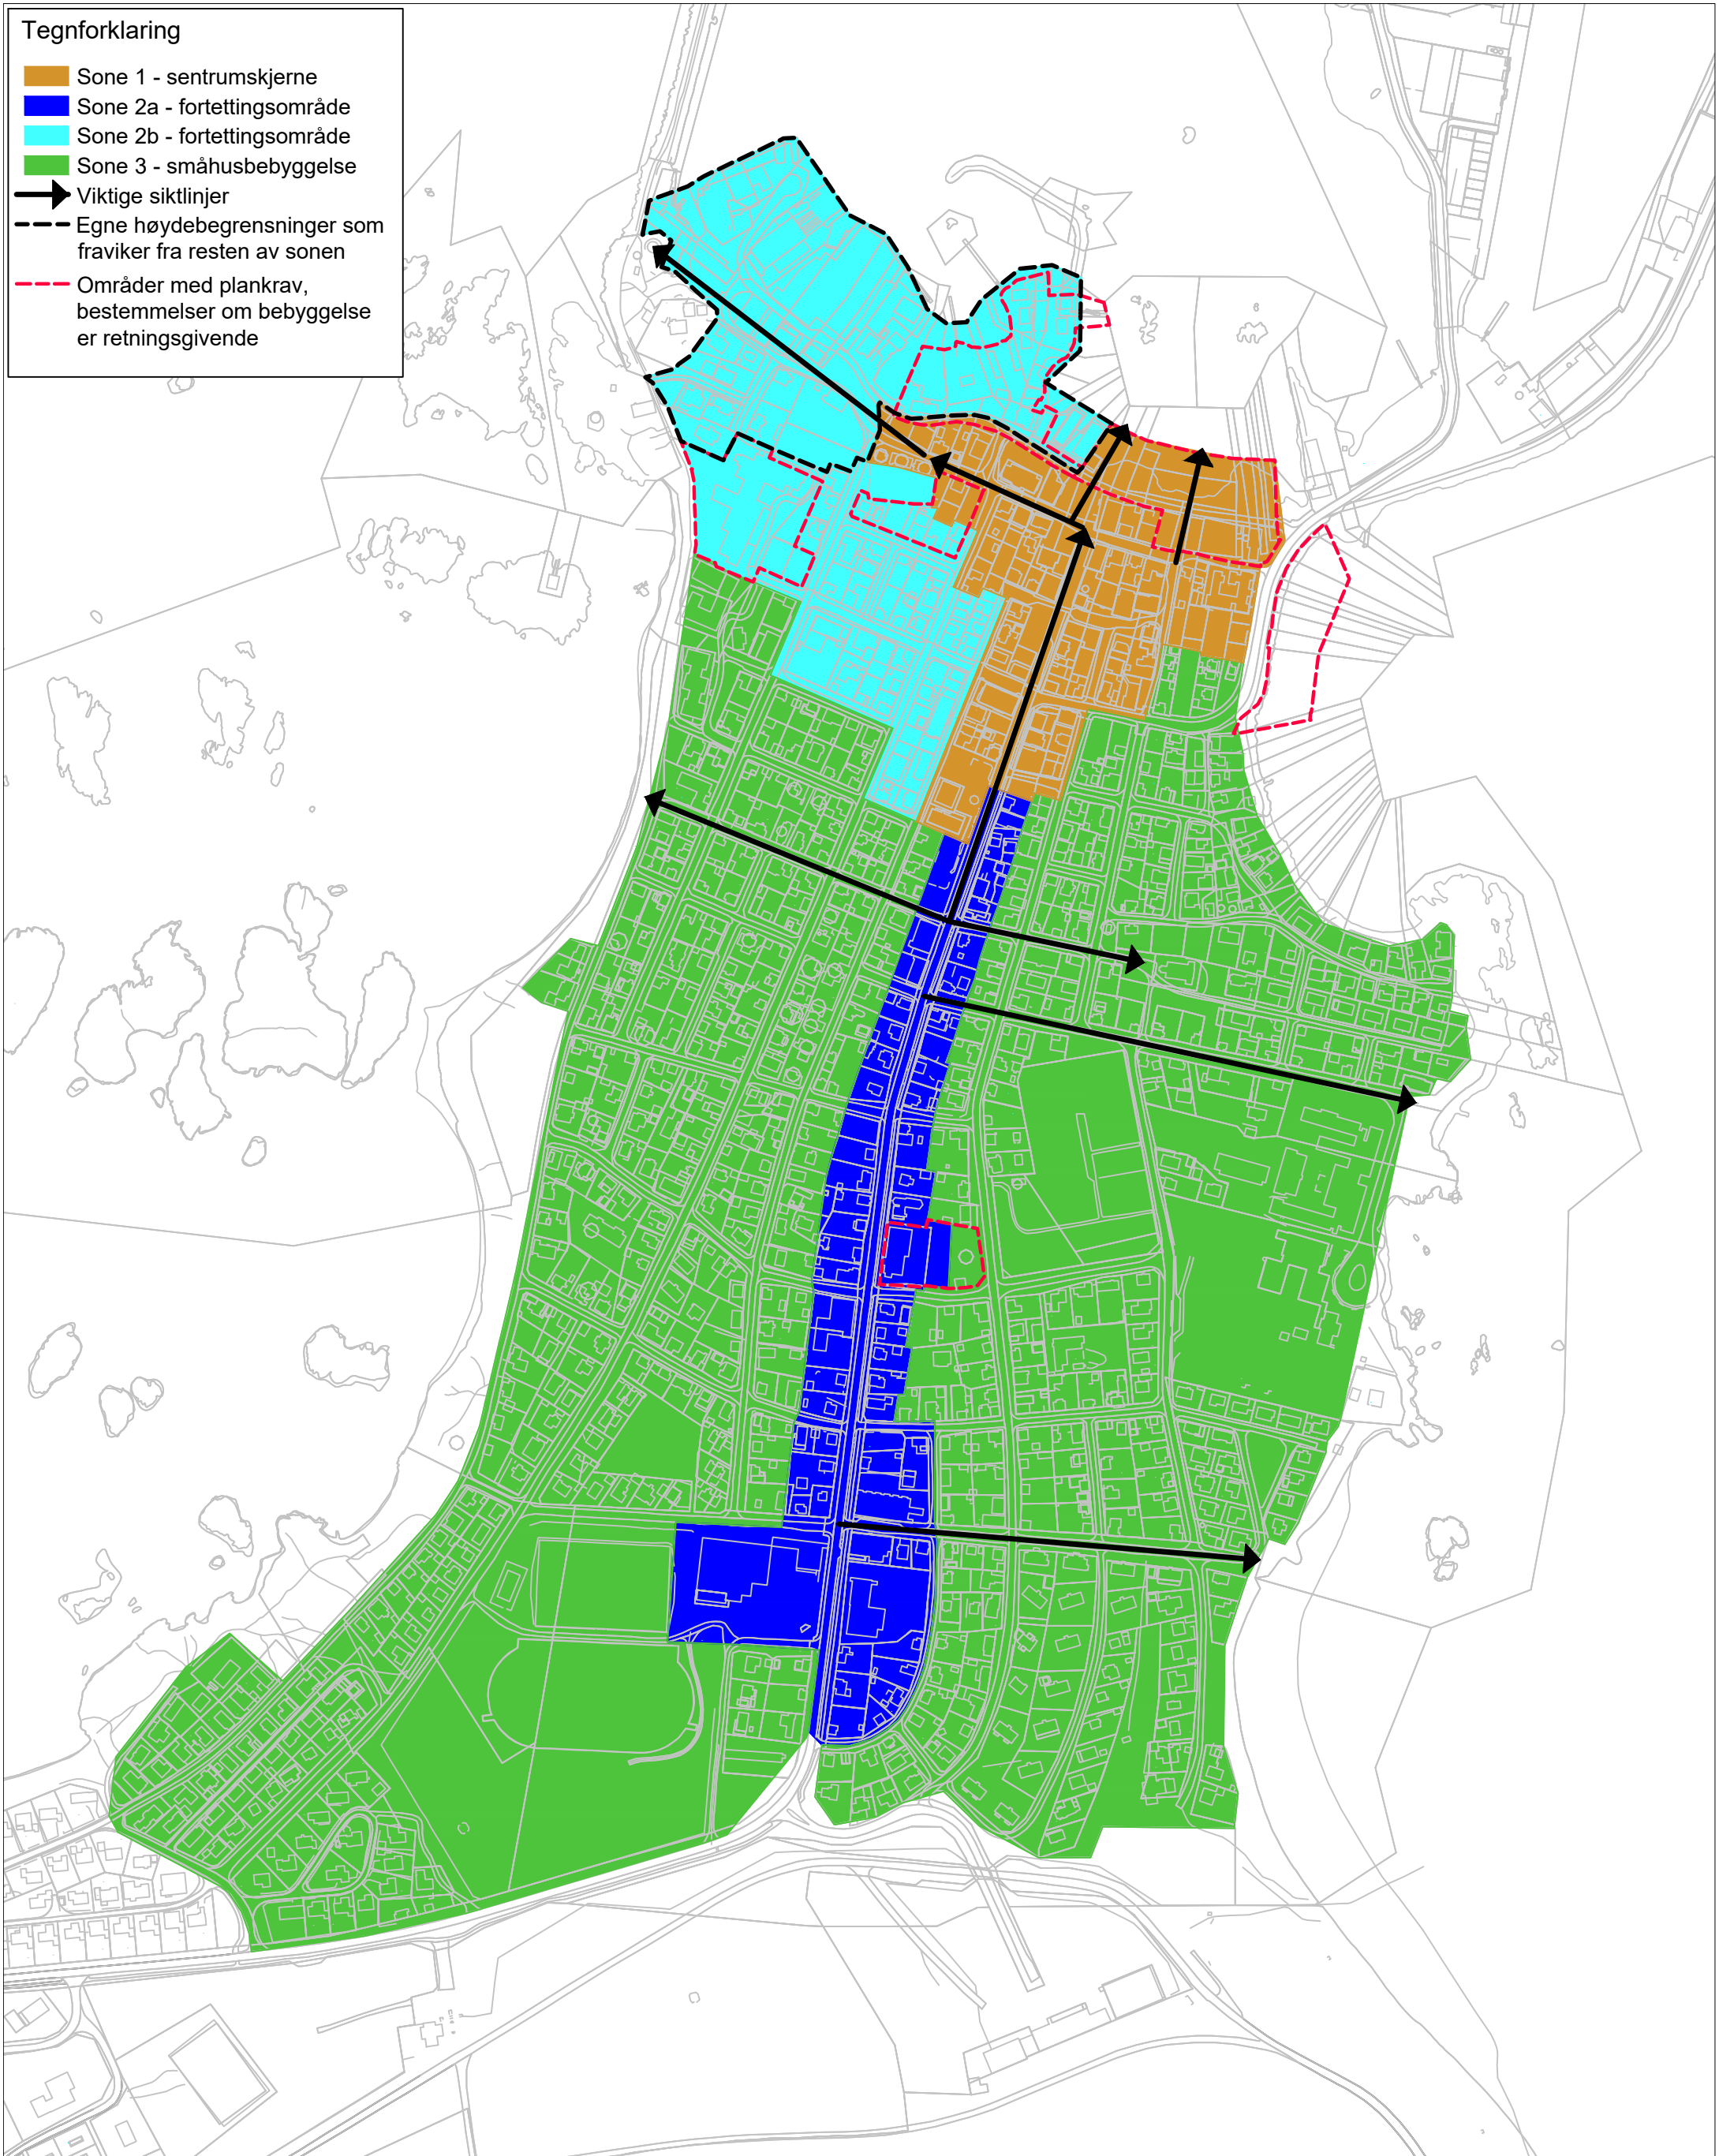 Tegnforklaring
Sone 1 - sentrumskjerne
Sone 2a - fortettingsområde
Sone 2b - fortettingsområde
Sone 3 - småhusbebyggelse
Viktige siktlinjer
Egne høydebegrensninger som
fraviker fra resten av sonen
Områder med plankrav,
bestemmelser om bebyggelse
er retningsgivende